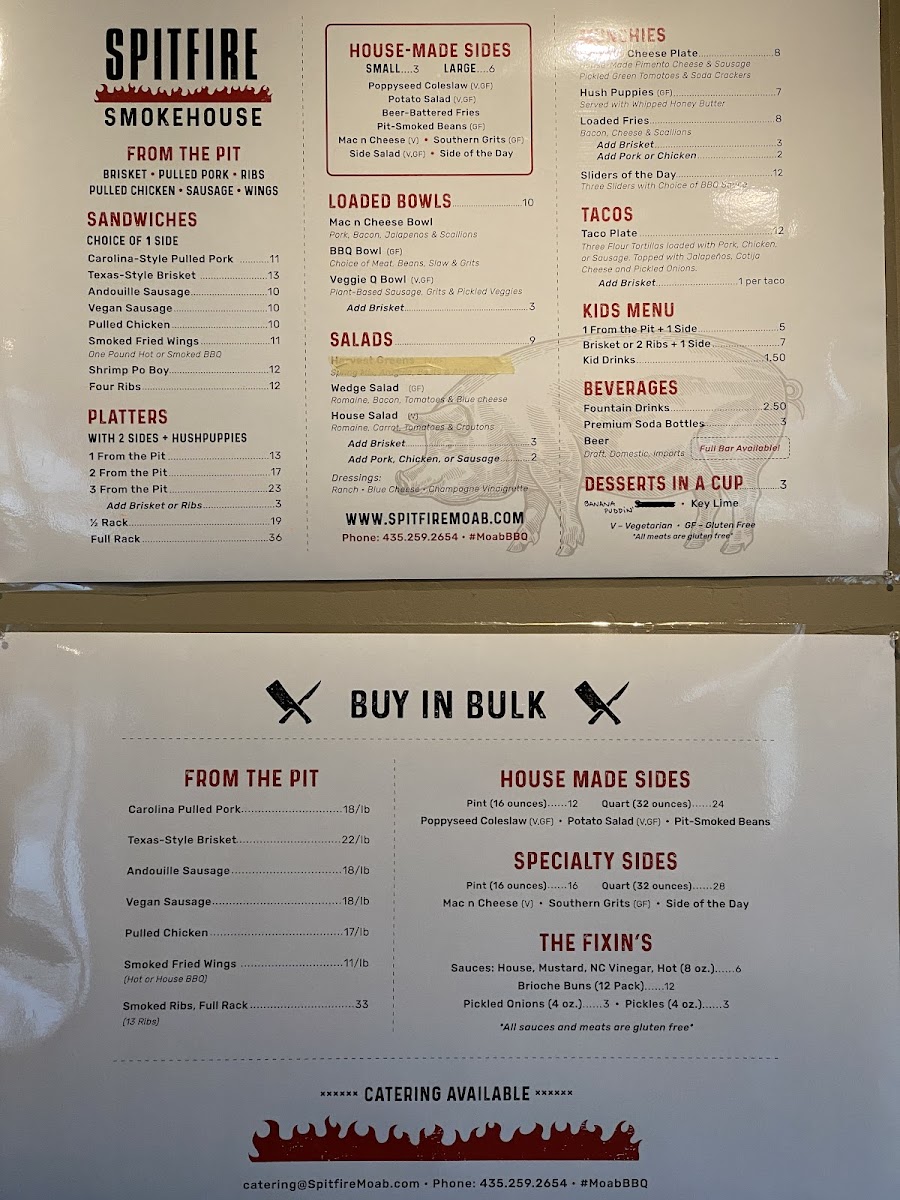 SPITFIRE
SMOKEHOUSE
FROM THE PIT
BRISKET • PULLED PORK • RIBS
PULLED CHICKEN • SAUSAGE • WINGS
SANDWICHES
CHOICE OF 1 SIDE
Carolina-Style Pulled Pork ..........11
Texas-Style Brisket ....................13
Andouille Sausage......................10
Vegan Sausage...........................10
Pulled Chicken............................10
Smoked Fried Wings....................11
One Pound Hot or Smoked BBQ
Shrimp Po Boy............................12
Four Ribs....................................12
PLATTERS
WITH 2 SIDES + HUSHPUPPIES
1 From the Pit.............................13
2 From the Pit.............................17
3 From the Pit.............................23
Add Brisket or Ribs....................3
½ Rack.......................................19
Full Rack....................................36
HOUSE-MADE SIDES
SMALL....3 LARGE....6
Poppyseed Coleslaw (V,GF)
Potato Salad (V,GF)
Beer-Battered Fries
Pit-Smoked Beans (GF)
Mac n Cheese (V) • Southern Grits (GF)
Side Salad (V,GF) • Side of the Day
LOADED BOWLS....................10
Mac n Cheese Bowl
Pork, Bacon, Jalapenos & Scallions
BBQ Bowl (GF)
Choice of Meat, Beans, Slaw & Grits
Veggie Q Bowl (V,GF)
Plant-Based Sausage, Grits & Pickled Veggies
Add Brisket...............................3
SALADS....................................9
Harvest Greens
Wedge Salad (GF)
Romaine, Bacon, Tomatoes & Blue cheese
House Salad (V)
Romaine, Carrot, Tomatoes & Croutons
Add Brisket...............................3
Add Pork, Chicken, or Sausage.......2
Dressings:
Ranch • Blue Cheese • Champagne Vinaigrette
WWW.SPITFIREMOAB.COM
Phone: 435.259.2654 • #MoabBBQ
MUNCHIES
Cheese Plate....................8
Pimento Cheese & Sausage
Pickled Green Tomatoes & Soda Crackers
Hush Puppies (GF)..........................7
Served with Whipped Honey Butter
Loaded Fries.................................8
Bacon, Cheese & Scallions
Add Brisket...............................3
Add Pork or Chicken...................2
Sliders of the Day.........................12
Three Sliders with Choice of BBQ Sauce
TACOS
Taco Plate...................................12
Three Flour Tortillas loaded with Pork, Chicken,
or Sausage. Topped with Jalapeños, Cotija
Cheese and Pickled Onions.
Add Brisket.......................1 per taco
KIDS MENU
1 From the Pit + 1 Side....................5
Brisket or 2 Ribs + 1 Side................7
Kid Drinks...............................1.50
BEVERAGES
Fountain Drinks.......................2.50
Premium Soda Bottles....................3
Beer
Draft, Domestic, Imports
Full Bar Available!
DESSERTS IN A CUP..........3
BANANA PUDDIN' • Key Lime
V – Vegetarian • GF – Gluten Free
*All meats are gluten free*
BUY IN BULK
FROM THE PIT
Carolina Pulled Pork............................18/lb
Texas-Style Brisket.............................22/lb
Andouille Sausage..............................18/lb
Vegan Sausage...................................18/lb
Pulled Chicken....................................17/lb
Smoked Fried Wings ...........................11/lb
(Hot or House BBQ)
Smoked Ribs, Full Rack..........................33
(13 Ribs)
HOUSE MADE SIDES
Pint (16 ounces)......12 Quart (32 ounces)......24
Poppyseed Coleslaw (V,GF) • Potato Salad (V,GF) • Pit-Smoked Beans
SPECIALTY SIDES
Pint (16 ounces)......16 Quart (32 ounces)......28
Mac n Cheese (V) • Southern Grits (GF) • Side of the Day
THE FIXIN'S
Sauces: House, Mustard, NC Vinegar, Hot (8 oz.)......6
Brioche Buns (12 Pack)......12
Pickled Onions (4 oz.)......3 • Pickles (4 oz.)......3
*All sauces and meats are gluten free*
×××××× CATERING AVAILABLE ××××××
catering@SpitfireMoab.com • Phone: 435.259.2654 • #MoabBBQ